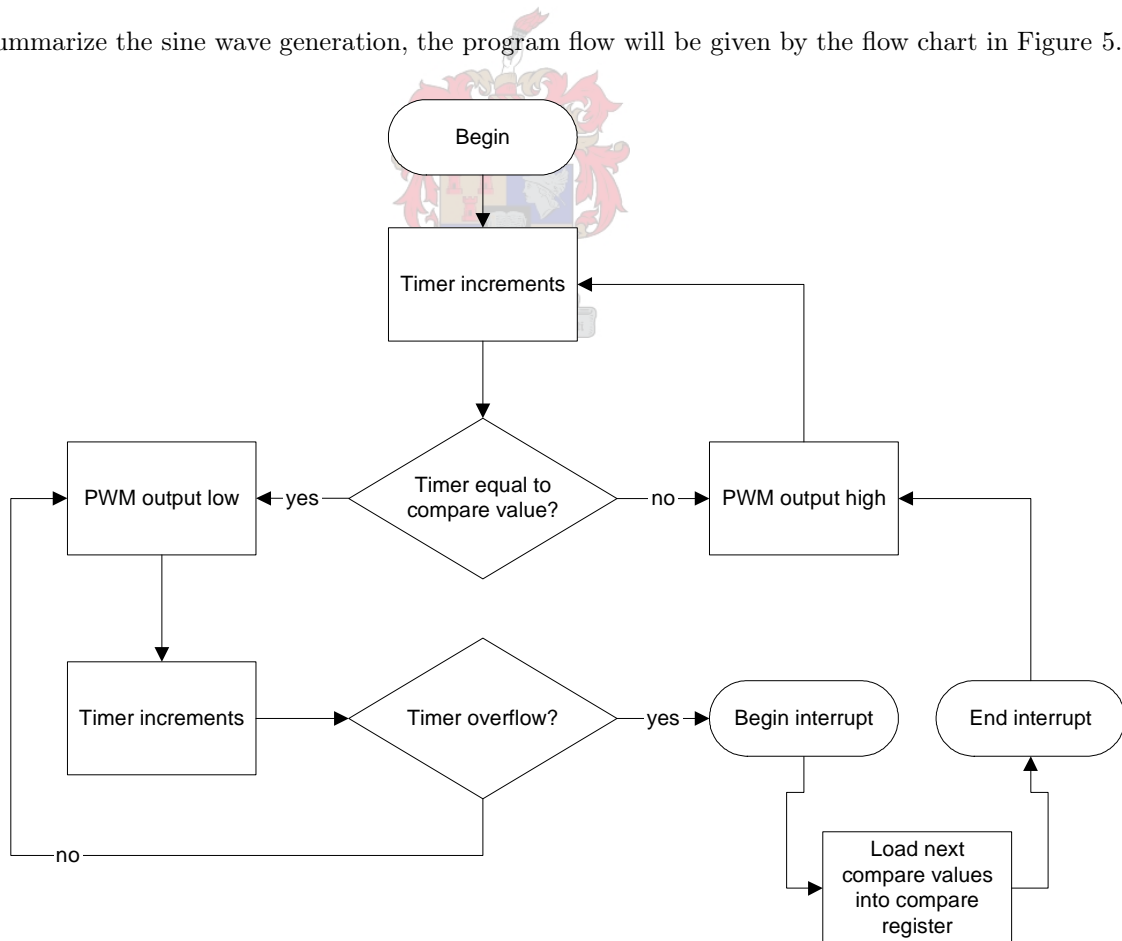 ummarize the sine wave generation, the program flow will be given by the flow chart in Figure 5.
Begin
Timer increments
Timer equal to
compare value?
yes
no
PWM output low
PWM output high
Timer increments
Timer overflow?
yes
no
Begin interrupt
End interrupt
Load next
compare values
into compare
register